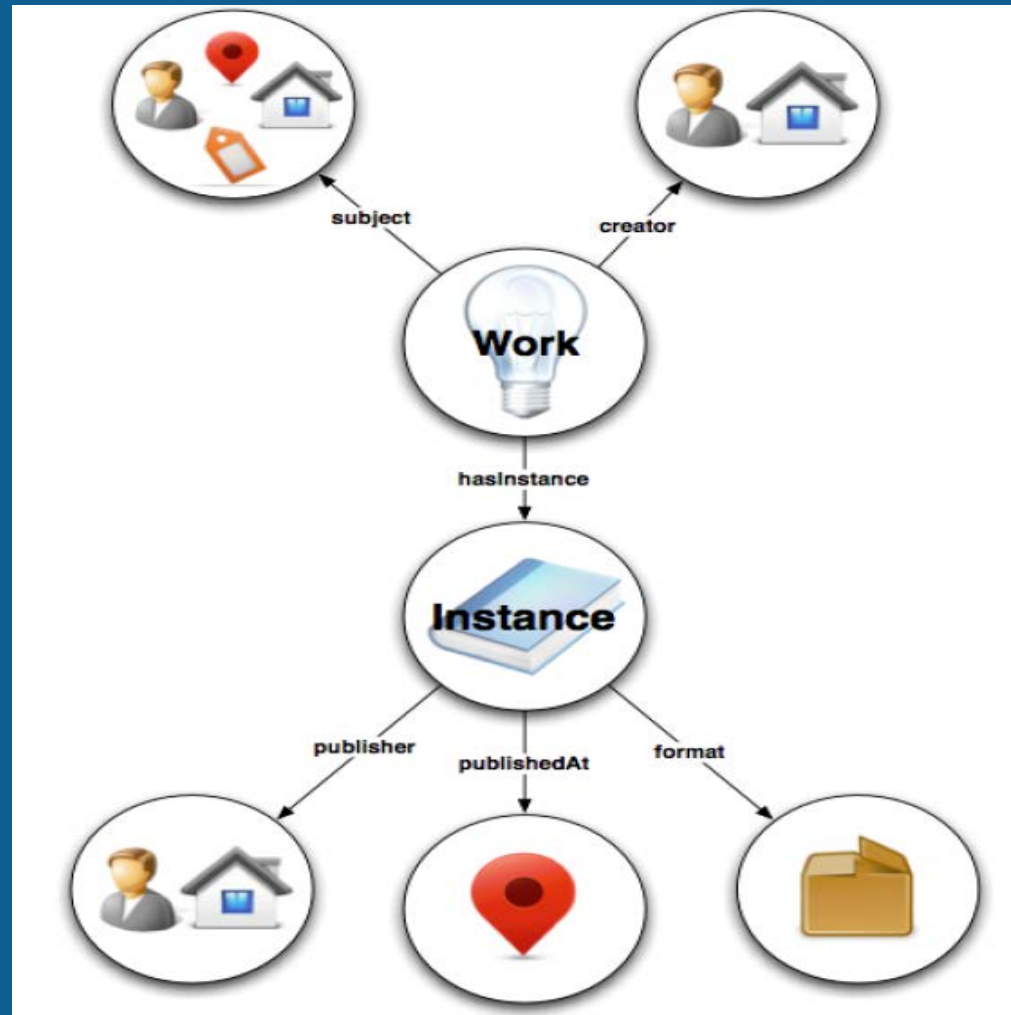 subject
creator
Work
hasInstance
Instance
publisher
publishedAt
format